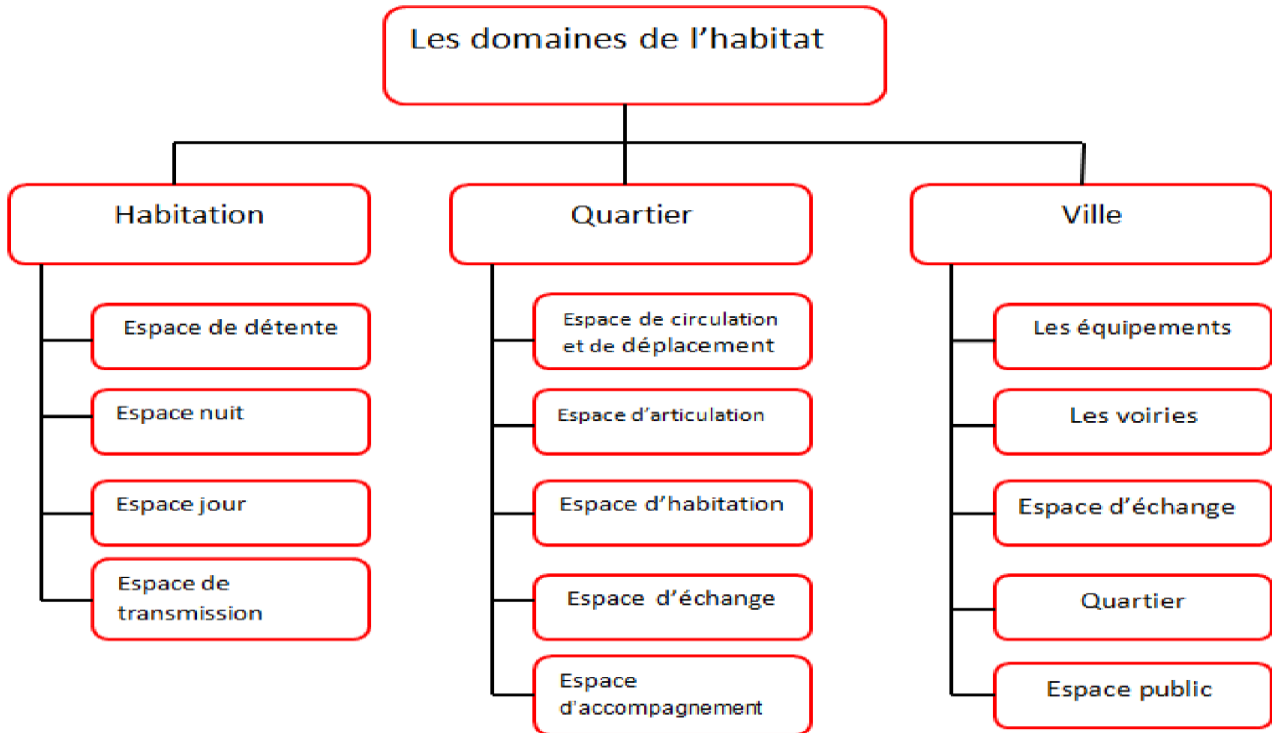 Les domaines de l’habitat
Habitation
Espace de détente
Espace nuit
Espace jour
Espace de
transmission
Quartier
Espace de circulation
et de déplacement
Espace d’articulation
Espace d’habitation
Espace d’échange
Espace
d’accompagnement
Ville
Les équipements
Les voiries
Espace d’échange
Quartier
Espace public